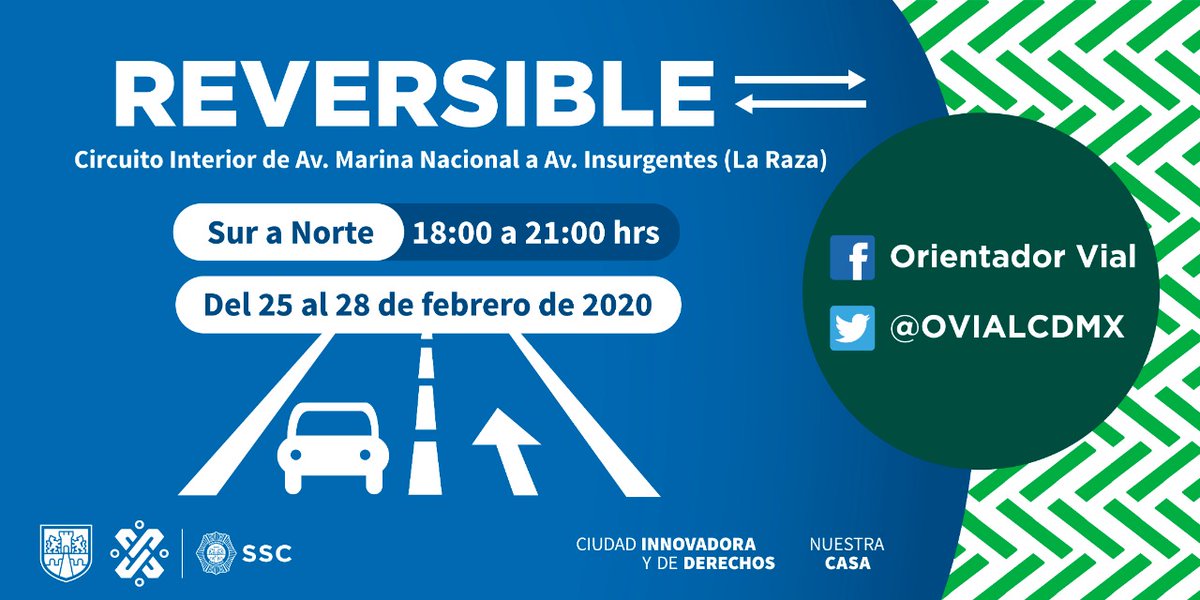 REVERSIBLE
Circuito Interior de Av. Marina Nacional a Av. Insurgentes (La Raza)
Sur a Norte 18:00 a 21:00 hrs
Del 25 al 28 de febrero de 2020
Orientador Vial
@OVIALCDMX
SSC
CIUDAD INNOVADORA
Y DE DERECHOS
NUESTRA
CASA